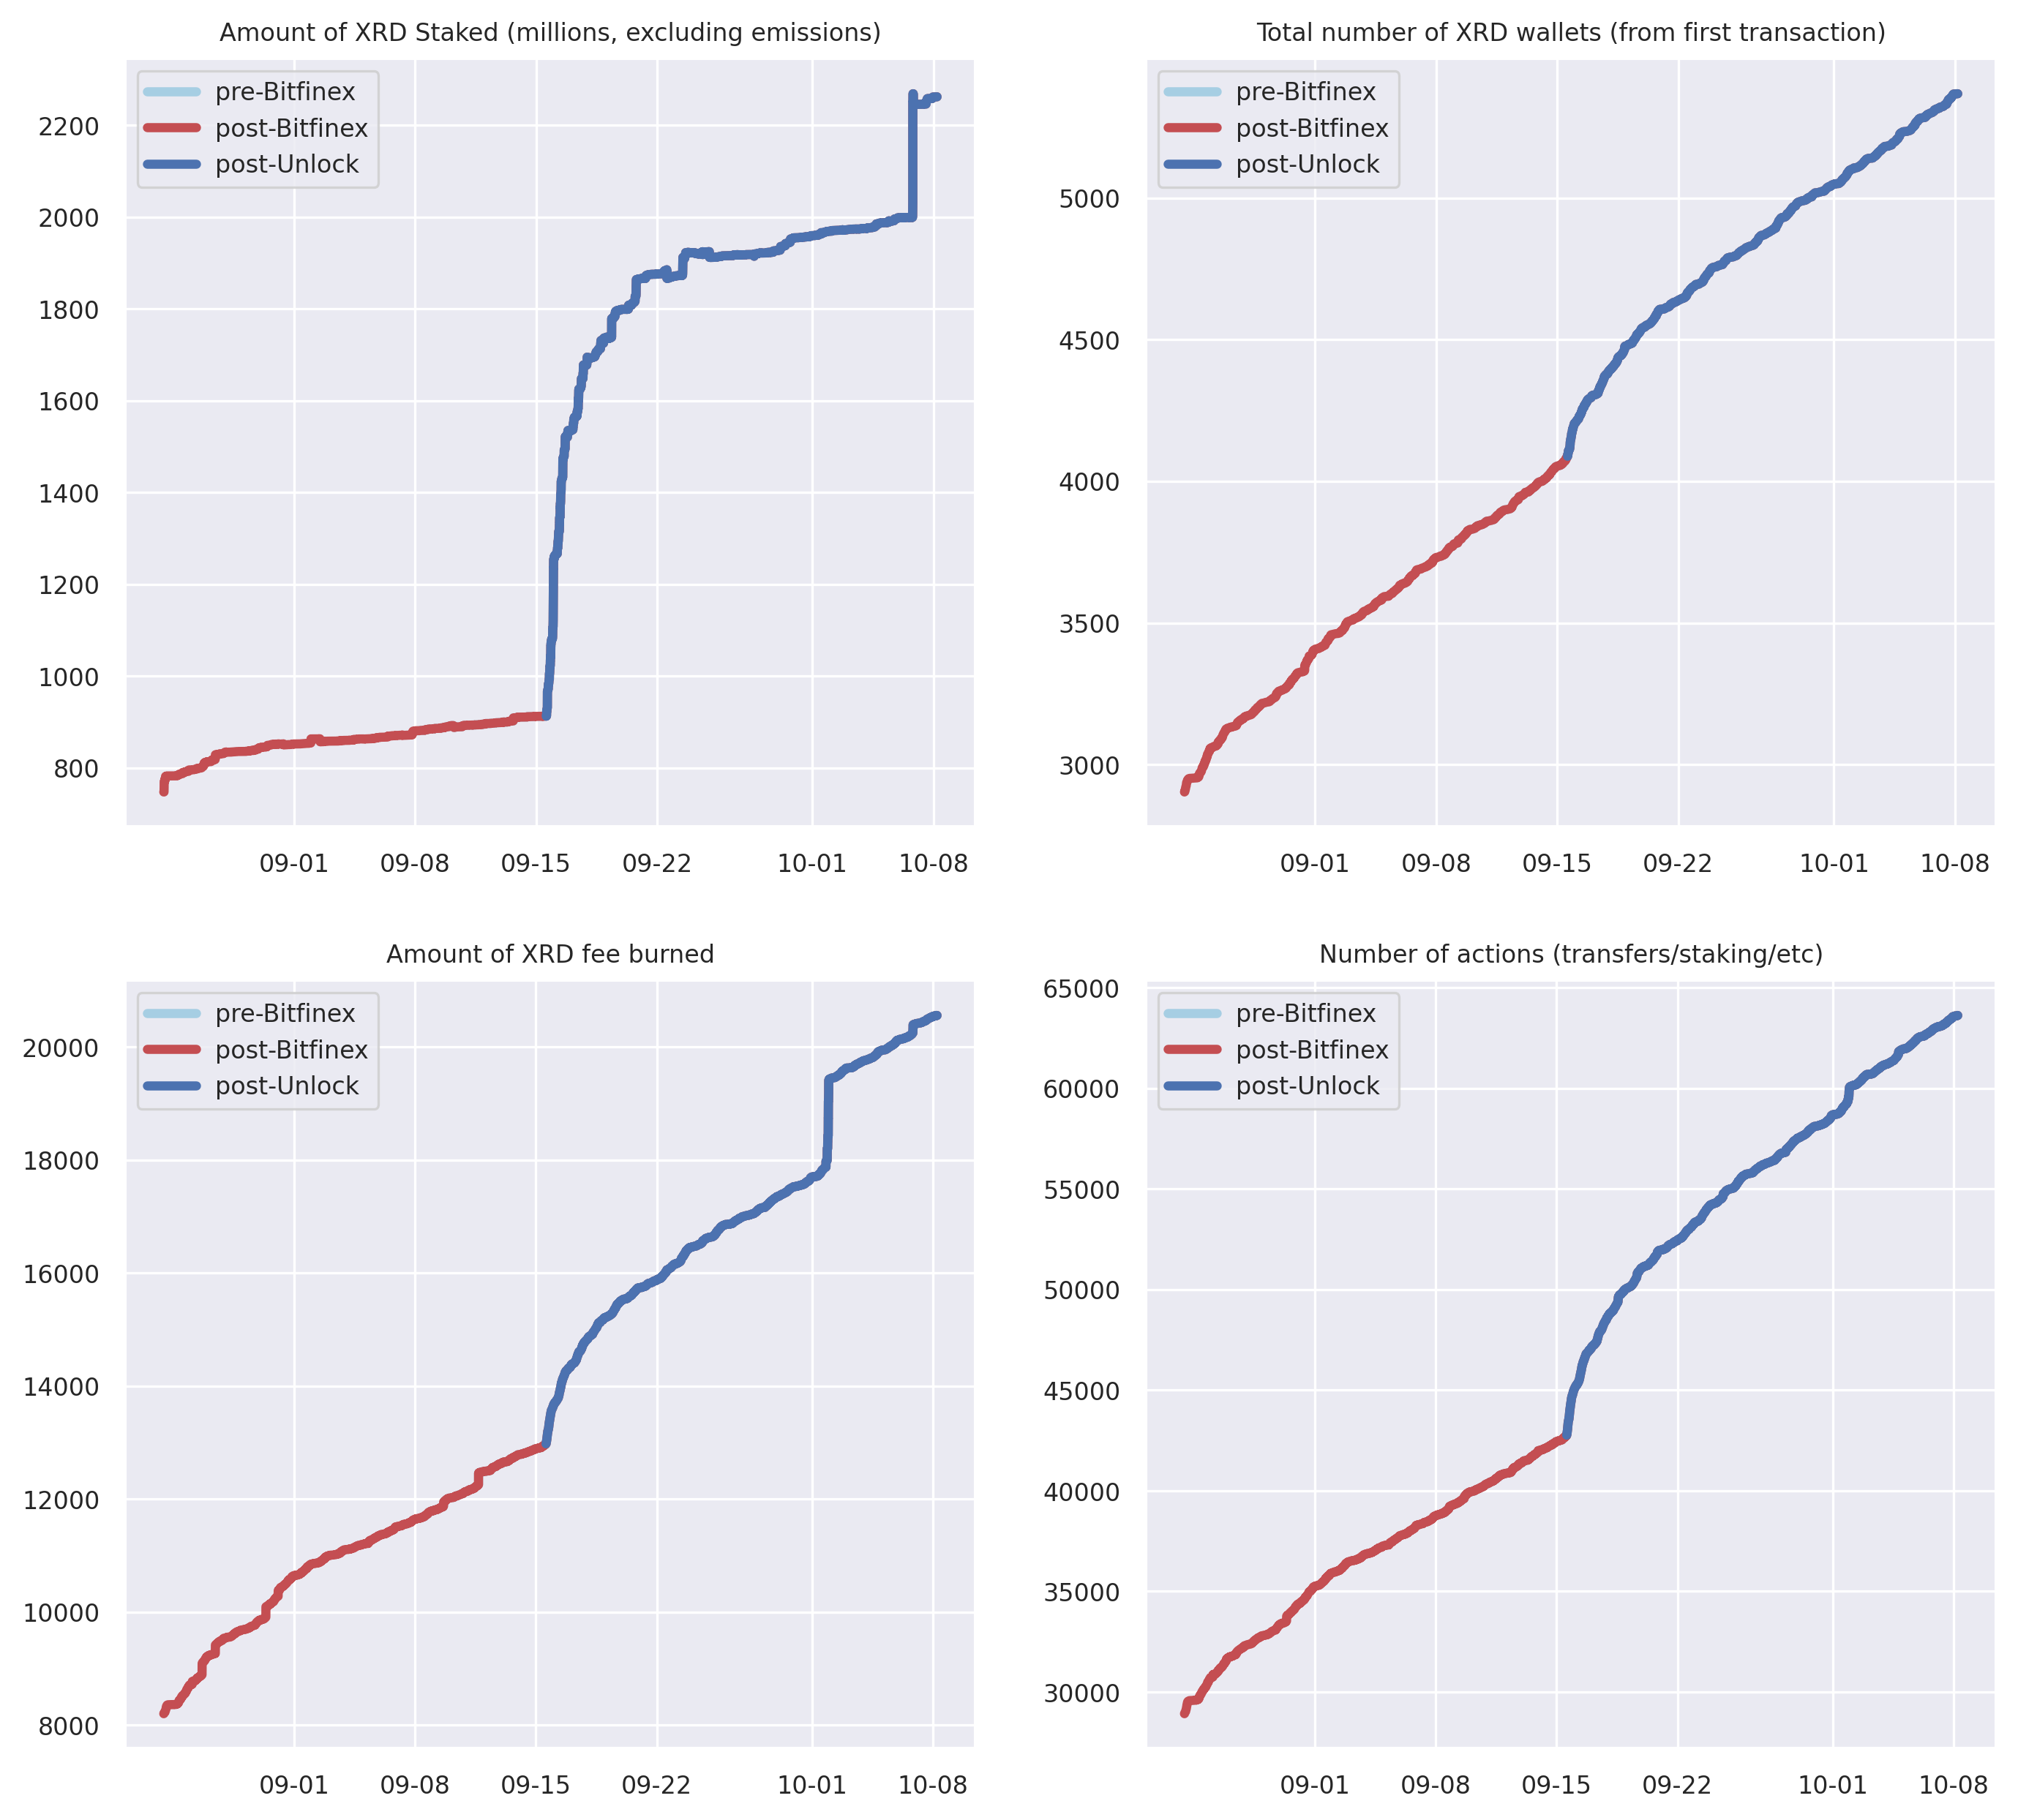 Amount of XRD Staked (millions, excluding emissions)
pre-Bitfinex
post-Bitfinex
post-Unlock
2200
2000
1800
1600
1400
1200
1000
800
09-01 09-08 09-15 09-22 10-01 10-08
Total number of XRD wallets (from first transaction)
pre-Bitfinex
post-Bitfinex
post-Unlock
5000
4500
4000
3500
3000
09-01 09-08 09-15 09-22 10-01 10-08
Amount of XRD fee burned
pre-Bitfinex
post-Bitfinex
post-Unlock
20000
18000
16000
14000
12000
10000
8000
09-01 09-08 09-15 09-22 10-01 10-08
Number of actions (transfers/staking/etc)
65000
pre-Bitfinex
post-Bitfinex
post-Unlock
60000
55000
50000
45000
40000
35000
30000
09-01 09-08 09-15 09-22 10-01 10-08